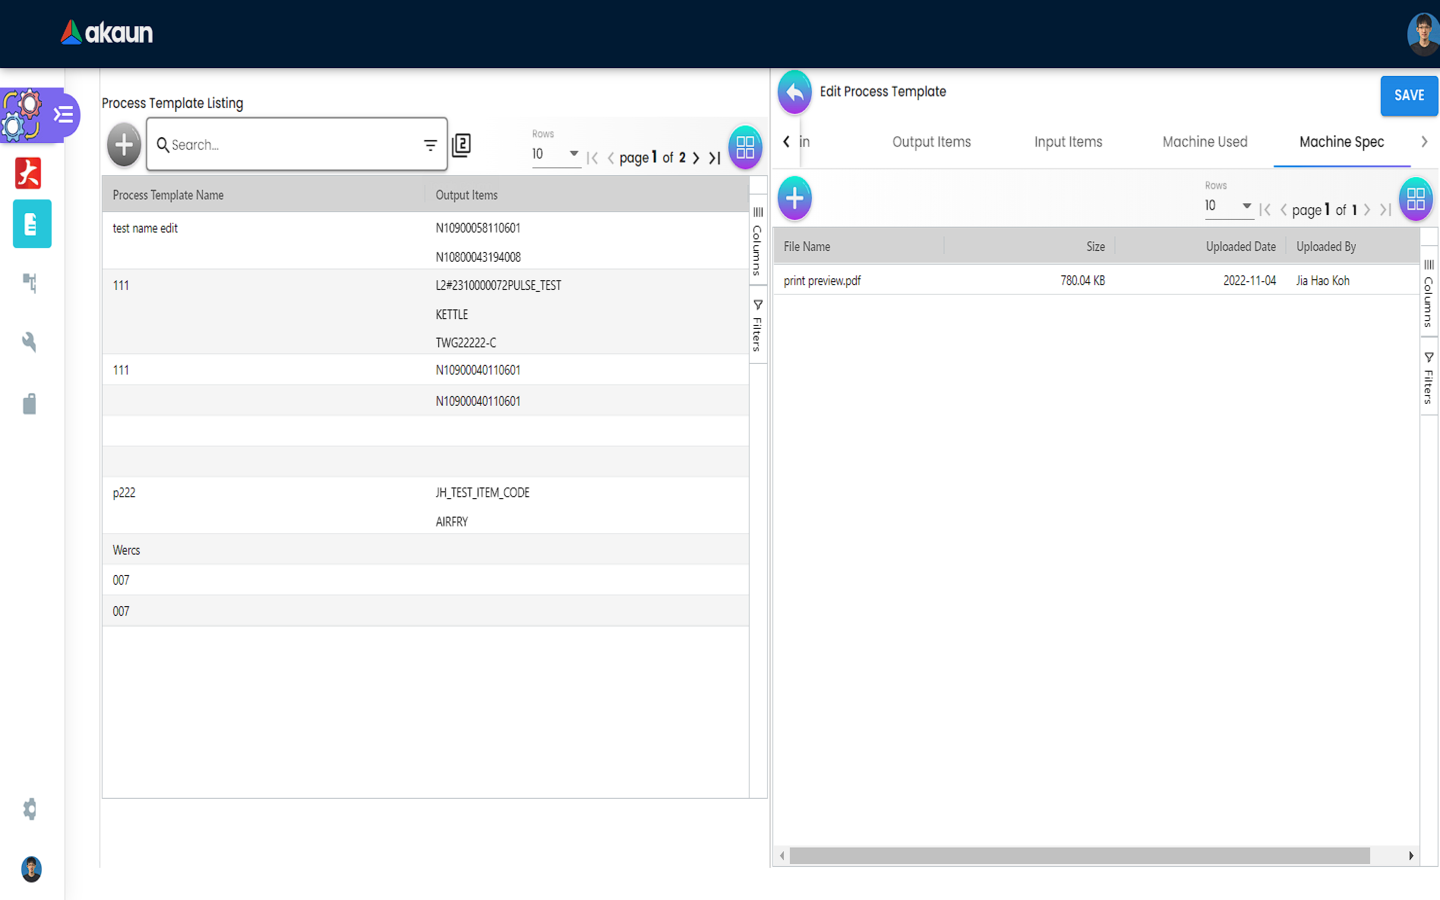 akaun
Process Template Listing
Search...
2
Rows
10
page 1 of 2
Process Template Name Output Items
test name edit N10900058110601
N10800043194008
111 L2#2310000072PULSE_TEST
KETTLE
TWG22222-C
111 N10900040110601
N10900040110601
p222 JH_TEST_ITEM_CODE
AIRFRY
Wercs
007
007
Columns
Filters
Edit Process Template
SAVE
in Output Items Input Items Machine Used Machine Spec
Rows
10
page 1 of 1
File Name Size Uploaded Date Uploaded By
print preview.pdf 780.04 KB 2022-11-04 Jia Hao Koh
Columns
Filters